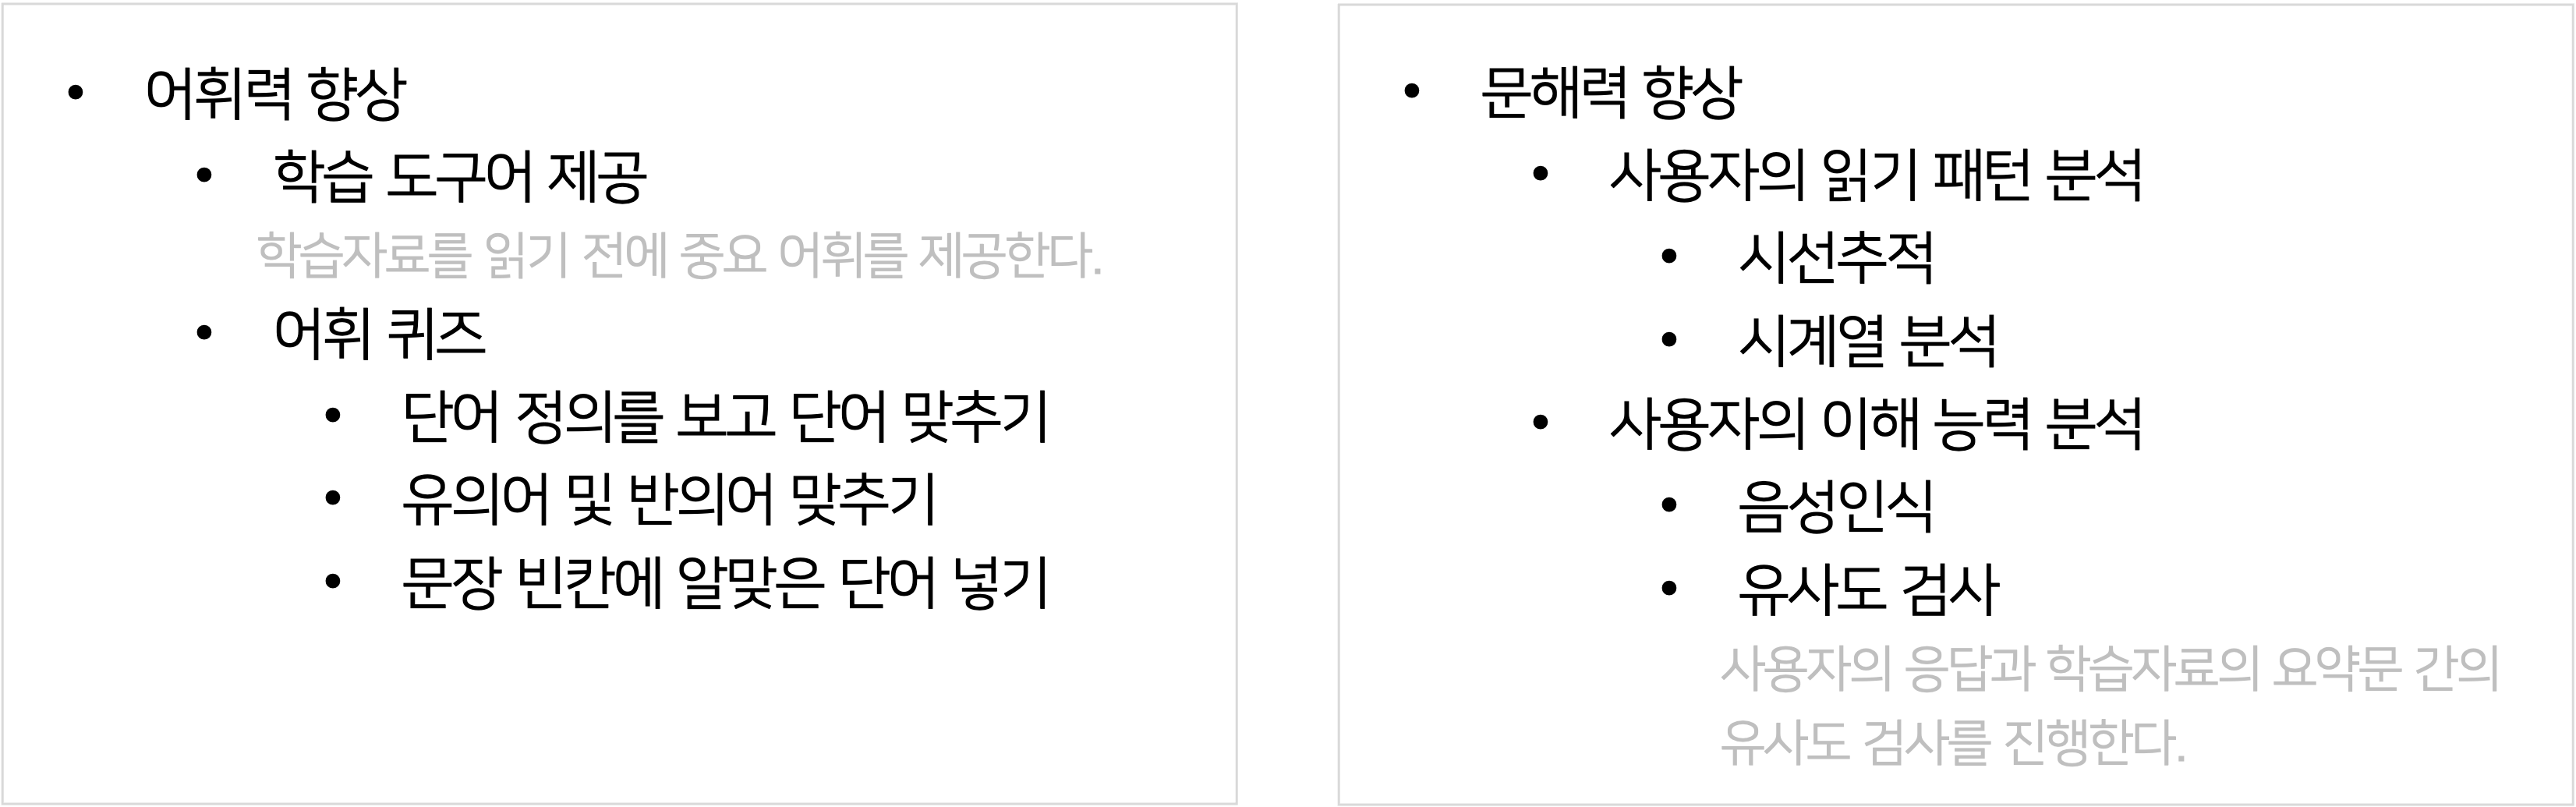 • 어휘력 향상
• 학습 도구어 제공
학습자료를 읽기 전에 중요 어휘를 제공한다.
• 어휘 퀴즈
• 단어 정의를 보고 단어 맞추기
• 유의어 및 반의어 맞추기
• 문장 빈칸에 알맞은 단어 넣기
• 문해력 향상
• 사용자의 읽기 패턴 분석
• 시선추적
• 시계열 분석
• 사용자의 이해 능력 분석
• 음성인식
• 유사도 검사
사용자의 응답과 학습자료의 요약문 간의
유사도 검사를 진행한다.